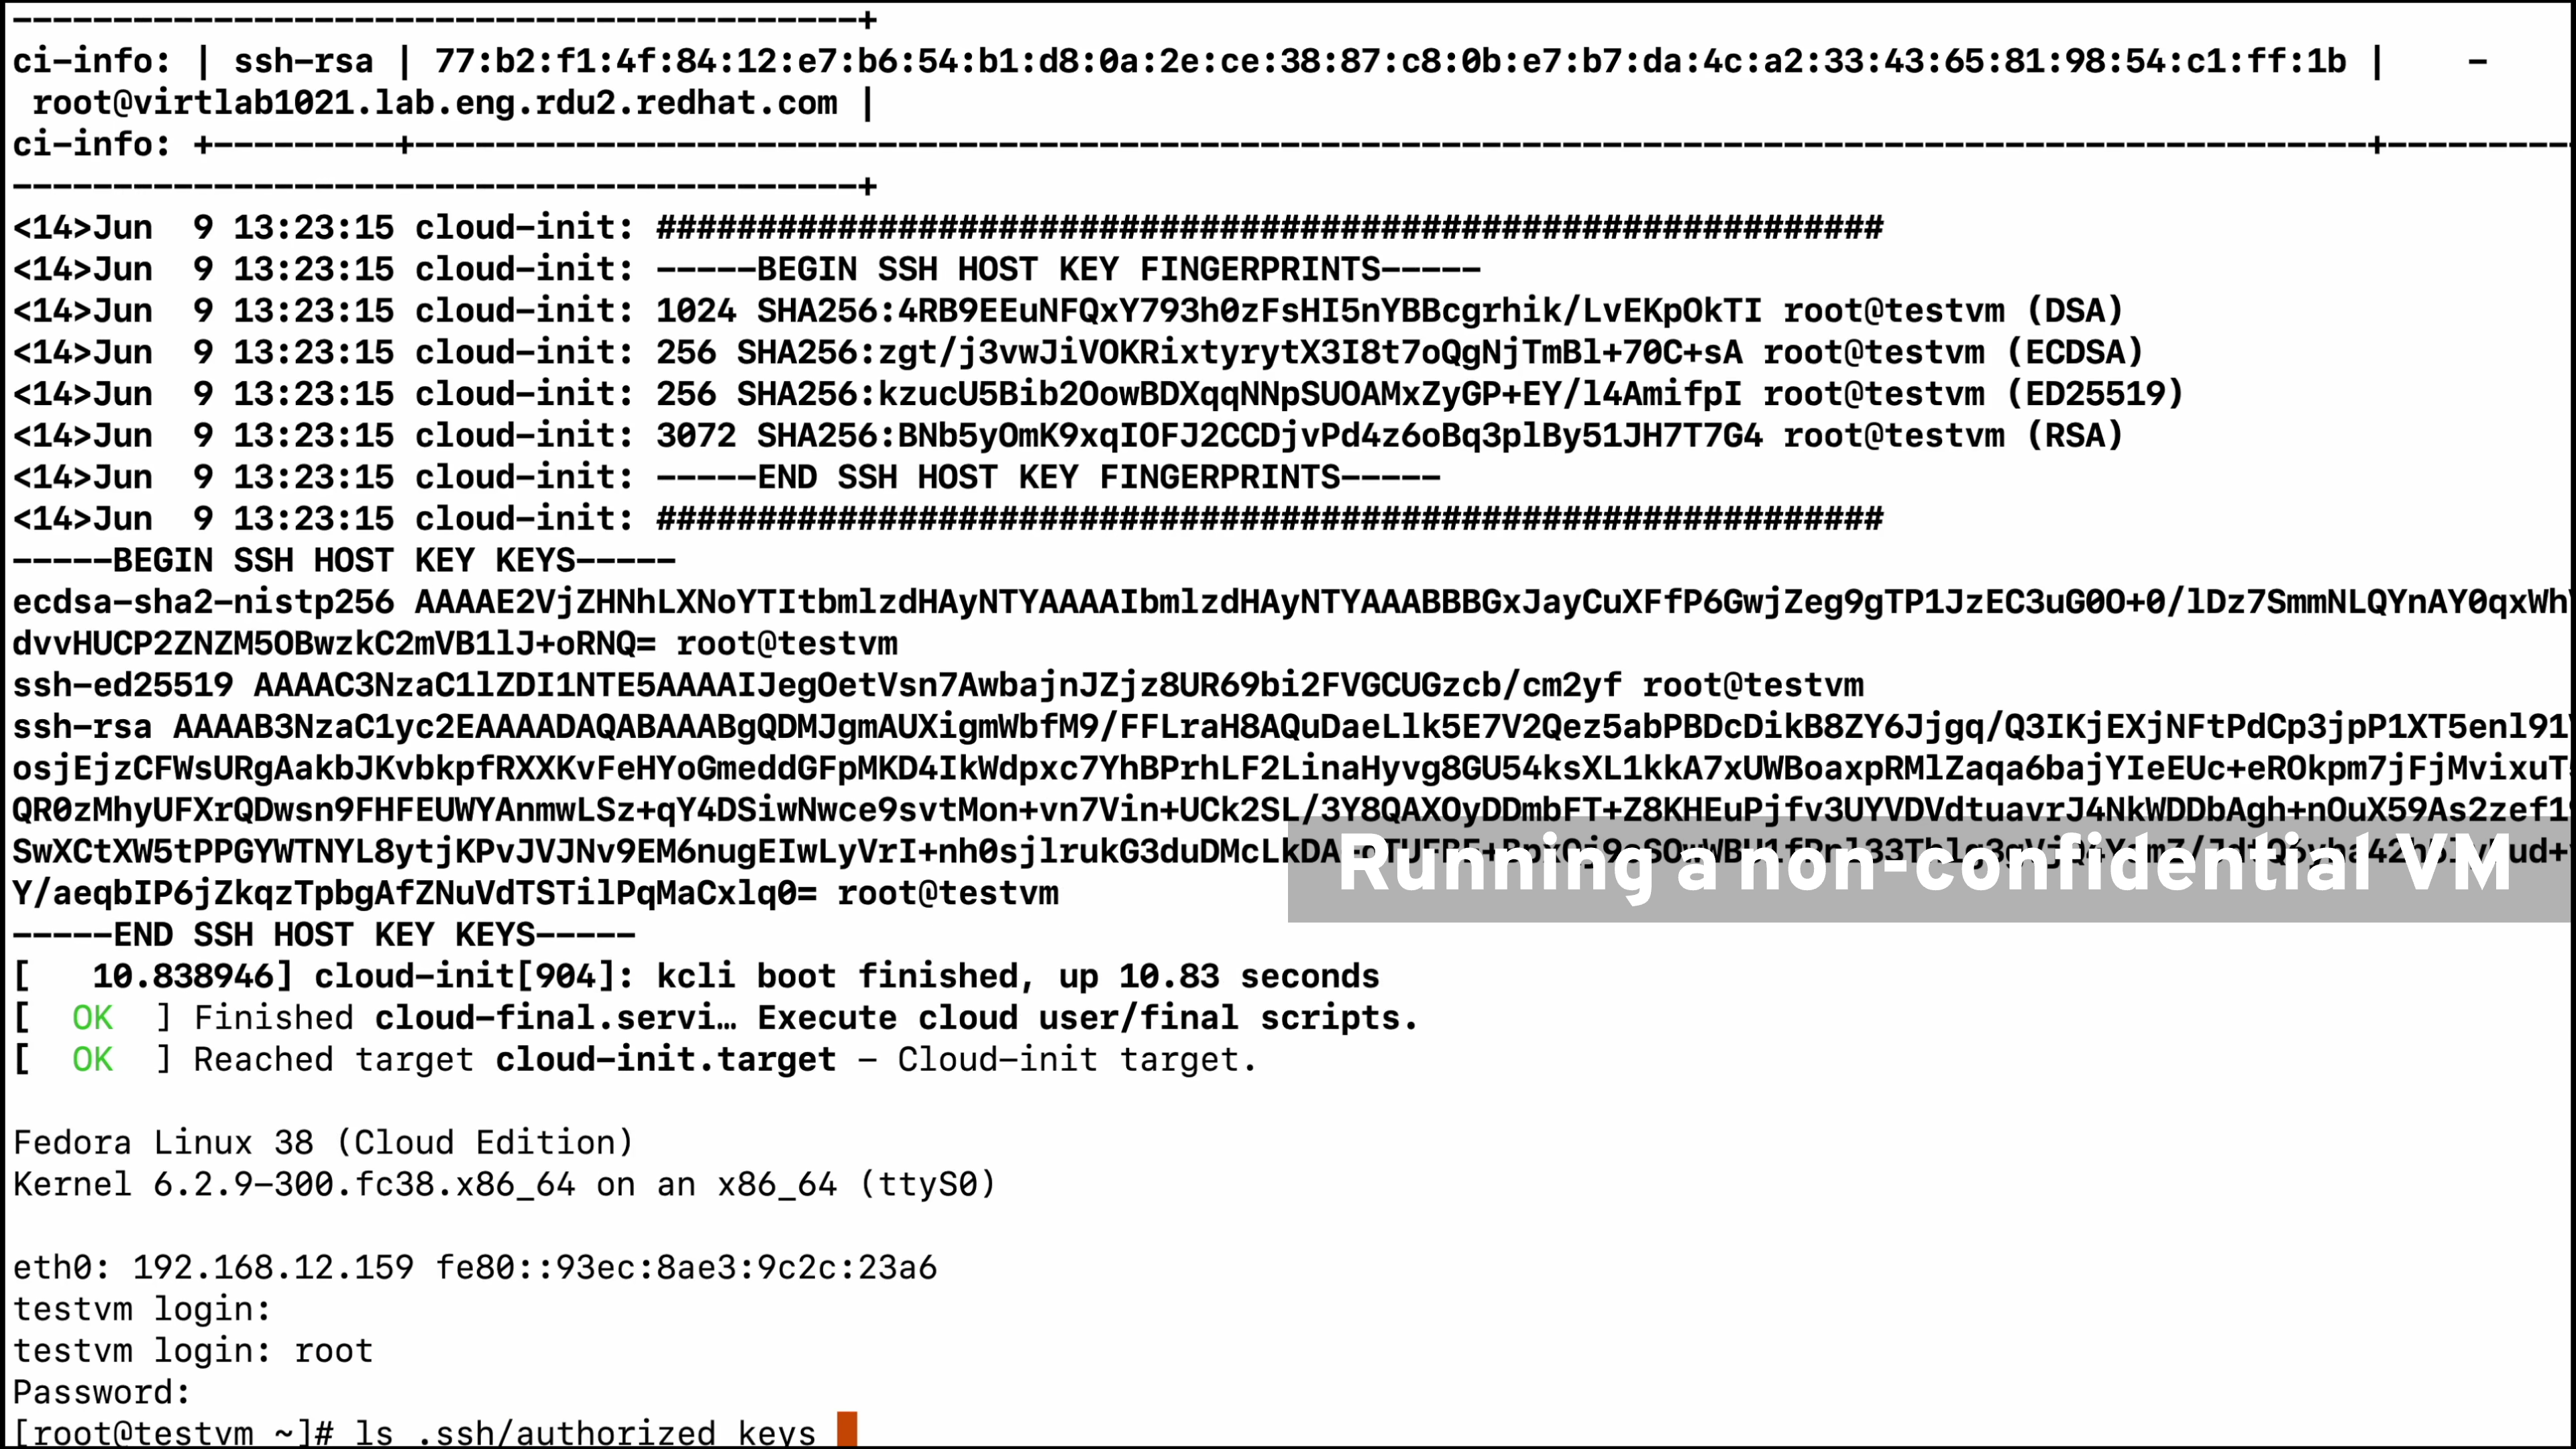 ------------------------------------------+
ci-info: | ssh-rsa | 77:b2:f1:4f:84:12:e7:b6:54:b1:d8:0a:2e:ce:38:87:c8:0b:e7:b7:da:4c:a2:33:43:65:81:98:54:c1:ff:1b |    -
 root@virtlab1021.lab.eng.rdu2.redhat.com |
ci-info: +---------+-------------------------------------------------------------------------------------------------+---------
------------------------------------------+
<14>Jun  9 13:23:15 cloud-init: #############################################################
<14>Jun  9 13:23:15 cloud-init: -----BEGIN SSH HOST KEY FINGERPRINTS-----
<14>Jun  9 13:23:15 cloud-init: 1024 SHA256:4RB9EEuNFQxY793h0zFsHI5nYBBcgrhik/LvEKpOkTI root@testvm (DSA)
<14>Jun  9 13:23:15 cloud-init: 256 SHA256:zgt/j3vwJiVOKRixtyrytX3I8t7oQgNjTmBl+70C+sA root@testvm (ECDSA)
<14>Jun  9 13:23:15 cloud-init: 256 SHA256:kzucU5Bib2OowBDXqqNNpSUOAMxZyGP+EY/l4AmifpI root@testvm (ED25519)
<14>Jun  9 13:23:15 cloud-init: 3072 SHA256:BNb5yOmK9xqIOFJ2CCDjvPd4z6oBq3plBy51JH7T7G4 root@testvm (RSA)
<14>Jun  9 13:23:15 cloud-init: -----END SSH HOST KEY FINGERPRINTS-----
<14>Jun  9 13:23:15 cloud-init: #############################################################
-----BEGIN SSH HOST KEY KEYS-----
ecdsa-sha2-nistp256 AAAAE2VjZHNhLXNoYTItbmlzdHAyNTYAAAAIbmlzdHAyNTYAAABBBGxJayCuXFfP6GwjZeg9gTP1JzEC3uG0O+0/lDz7SmmNLQYnAY0qxWh
dvvHUCP2ZNZM5OBwzkC2mVB1lJ+oRNQ= root@testvm
ssh-ed25519 AAAAC3NzaC1lZDI1NTE5AAAAIJegOetVsn7AwbajnJZjz8UR69bi2FVGCUGzcb/cm2yf root@testvm
ssh-rsa AAAAB3NzaC1yc2EAAAADAQABAAABgQDMJgmAUXigmWbfM9/FFLraH8AQuDaeLlk5E7V2Qez5abPBDcDikB8ZY6Jjgq/Q3IKjEXjNFtPdCp3jpP1XT5enl91
osjEjzCFWsURgAakbJKvbkpfRXXKvFeHYoGmeddGFpMKD4IkWdpxc7YhBPrhLF2LinaHyvg8GU54ksXL1kkA7xUWBoaxpRMlZaqa6bajYIeEUc+eROkpm7jFjMvixuT
QR0zMhyUFXrQDwsn9FHFEUWYAnmwLSz+qY4DSiwNwce9svtMon+vn7Vin+UCk2SL/3Y8QAXOyDDmbFT+Z8KHEuPjfv3UYVDVdtuavrJ4NkWDDbAgh+nOuX59As2zef1
SwXCtXW5tPPGYWTNYL8ytjKPvJVJNv9EM6nugEIwLyVrI+nh0sjlrukG3duDMcLkDA
Running a non-confidential VM
Y/aeqbIP6jZkqzTpbgAfZNuVdTSTilPqMaCxlq0= root@testvm
-----END SSH HOST KEY KEYS-----
[   10.838946] cloud-init[904]: kcli boot finished, up 10.83 seconds
[  OK  ] Finished cloud-final.servi… Execute cloud user/final scripts.
[  OK  ] Reached target cloud-init.target - Cloud-init target.
Fedora Linux 38 (Cloud Edition)
Kernel 6.2.9-300.fc38.x86_64 on an x86_64 (ttyS0)
eth0: 192.168.12.159 fe80::93ec:8ae3:9c2c:23a6
testvm login:
testvm login: root
Password:
[root@testvm ~]# ls .ssh/authorized_keys